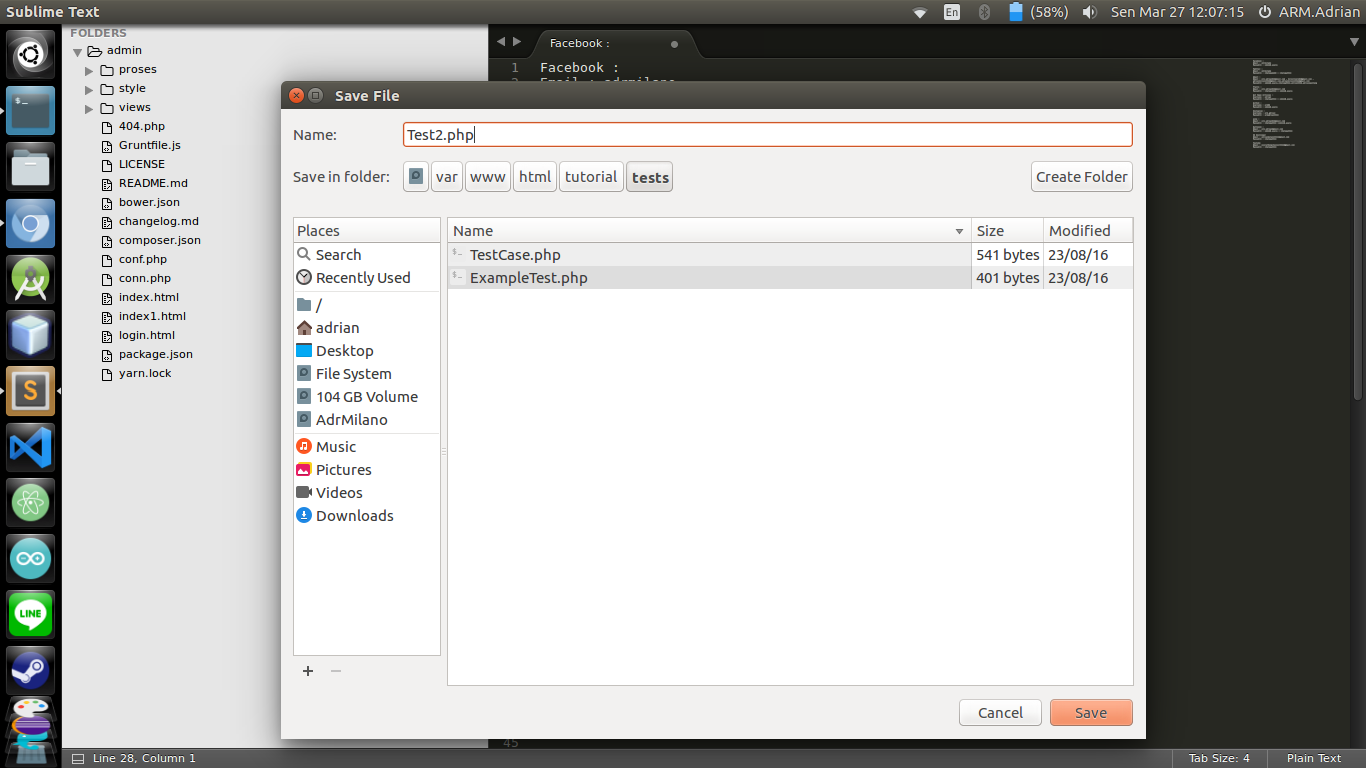 Sublime Text
En
(58%)
Sen Mar 27 12:07:15
ARM.Adrian
FOLDERS
admin
proses
style
views
404.php
Gruntfile.js
LICENSE
README.md
bower.json
changelog.md
composer.json
conf.php
conn.php
index.html
index1.html
login.html
package.json
yarn.lock
Facebook :
1 Facebook :
2
Save File
Name: Test2.php
Save in folder: var www html tutorial tests Create Folder
Places
Search
Recently Used
/
adrian
Desktop
File System
104 GB Volume
AdrMilano
Music
Pictures
Videos
Downloads
Name Size Modified
TestCase.php 541 bytes 23/08/16
ExampleTest.php 401 bytes 23/08/16
Cancel Save
45
S
LINE
Line 28, Column 1
Tab Size: 4
Plain Text